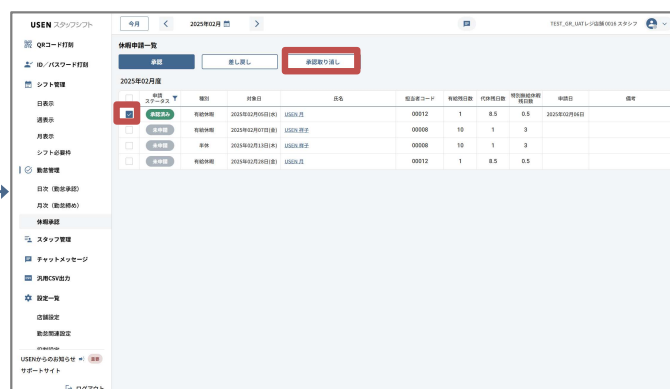 USEN スタッフシフト
今月 2025年02月 TEST_GR_UATレジ店舗0016 スタシフ
QRコード打刻
ID／パスワード打刻
シフト管理
日表示
週表示
月表示
シフト必要枠
勤怠管理
日次（勤怠承認）
月次（勤怠締め）
休暇承認
スタッフ管理
チャットメッセージ
汎用CSV出力
設定一覧
店舗設定
勤怠関連設定
USENからのお知らせ 重要
サポートサイト
ログアウト
休暇申請一覧
承認 差し戻し 承認取り消し
2025年02月度
申請ステータス 種別 対象日 氏名 担当者コード 有給残日数 代休残日数 特別振給休暇残日数 申請日 備考
承認済み 有給休暇 2025年02月05日(水) USEN 月 00012 1 8.5 0.5 2025年02月06日
未申請 有給休暇 2025年02月07日(金) USEN 祥子 00008 10 1 3
未申請 半休 2025年02月13日(木) USEN 祥子 00008 10 1 3
未申請 有給休暇 2025年02月28日(金) USEN 月 00012 1 8.5 0.5